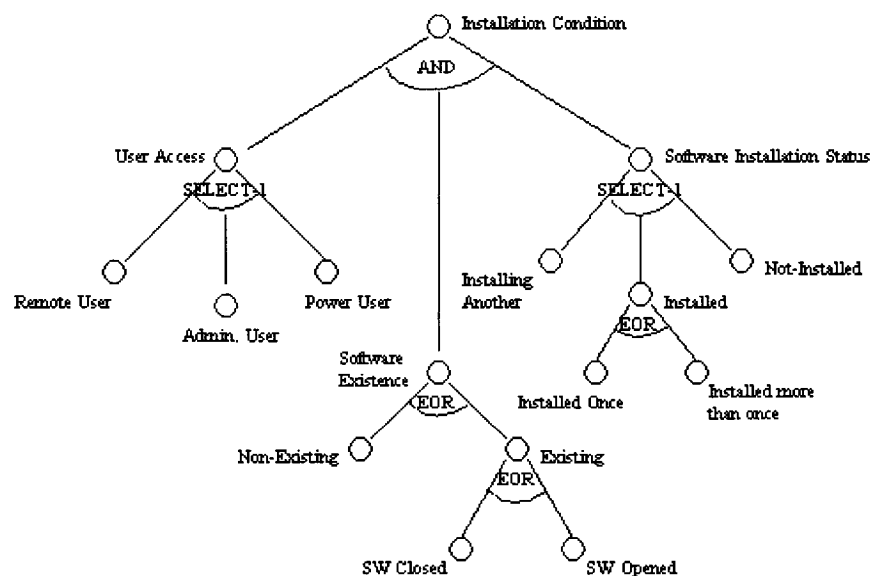 Installation Condition
AND
User Access
SELECT-1
Software Installation Status
SELECT-1
Remote User
Admin. User
Power User
Installing
Another
Installed
Not-Installed
EOR
Software
Existence
Installed Once
Installed more
than once
EOR
Non-Existing
Existing
EOR
SW Closed
SW Opened